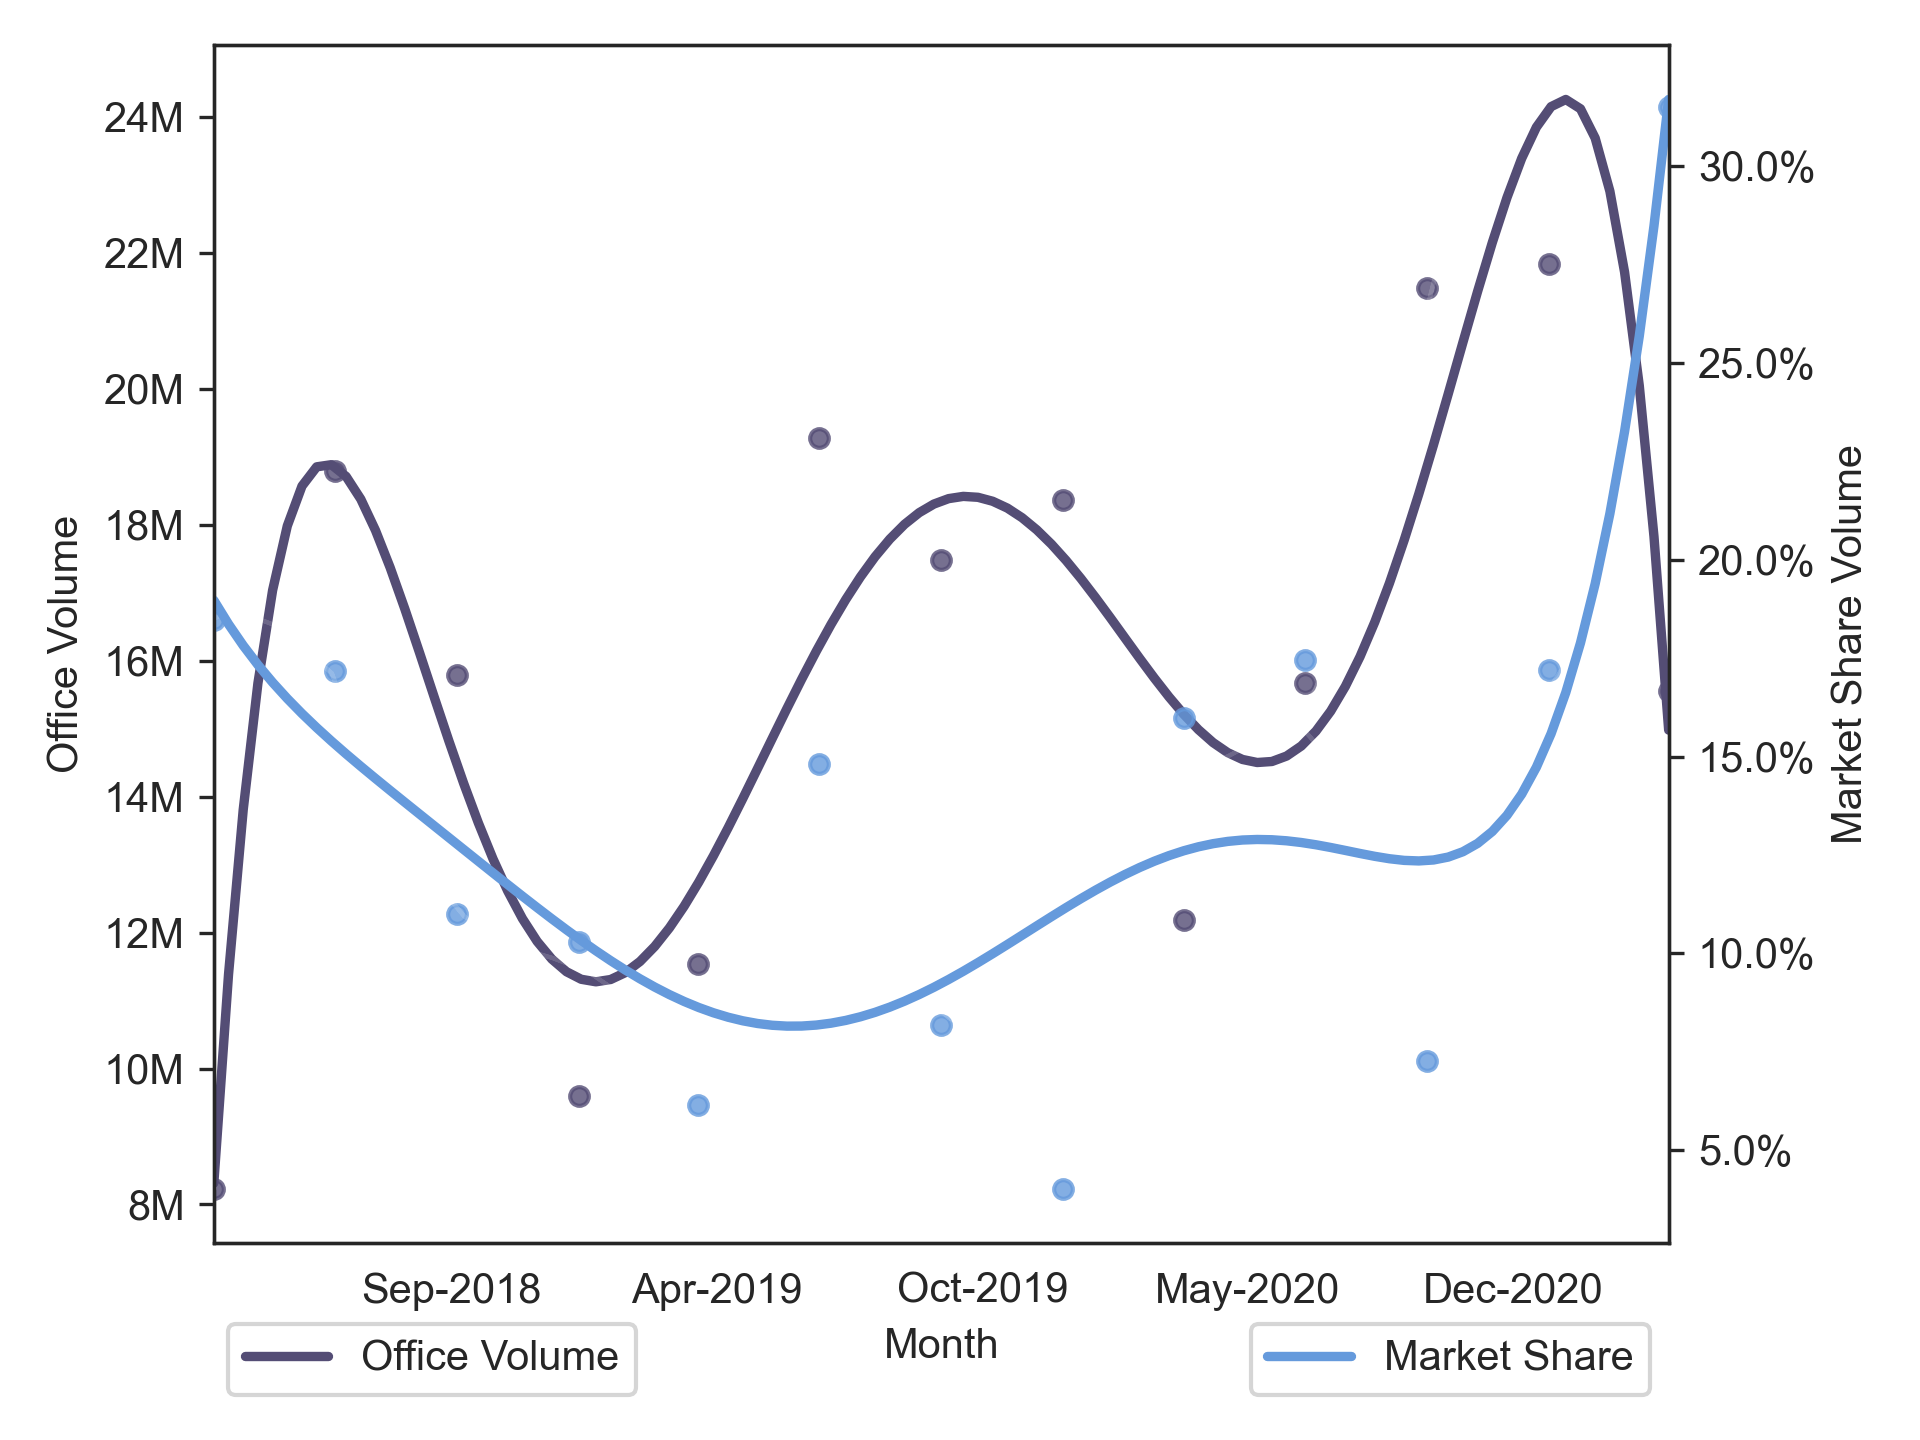 24M
22M
20M
18M
16M
14M
12M
10M
8M
Office Volume
30.0%
25.0%
20.0%
15.0%
10.0%
5.0%
Market Share Volume
Sep-2018
Apr-2019
Oct-2019
May-2020
Dec-2020
Month
Office Volume
Market Share